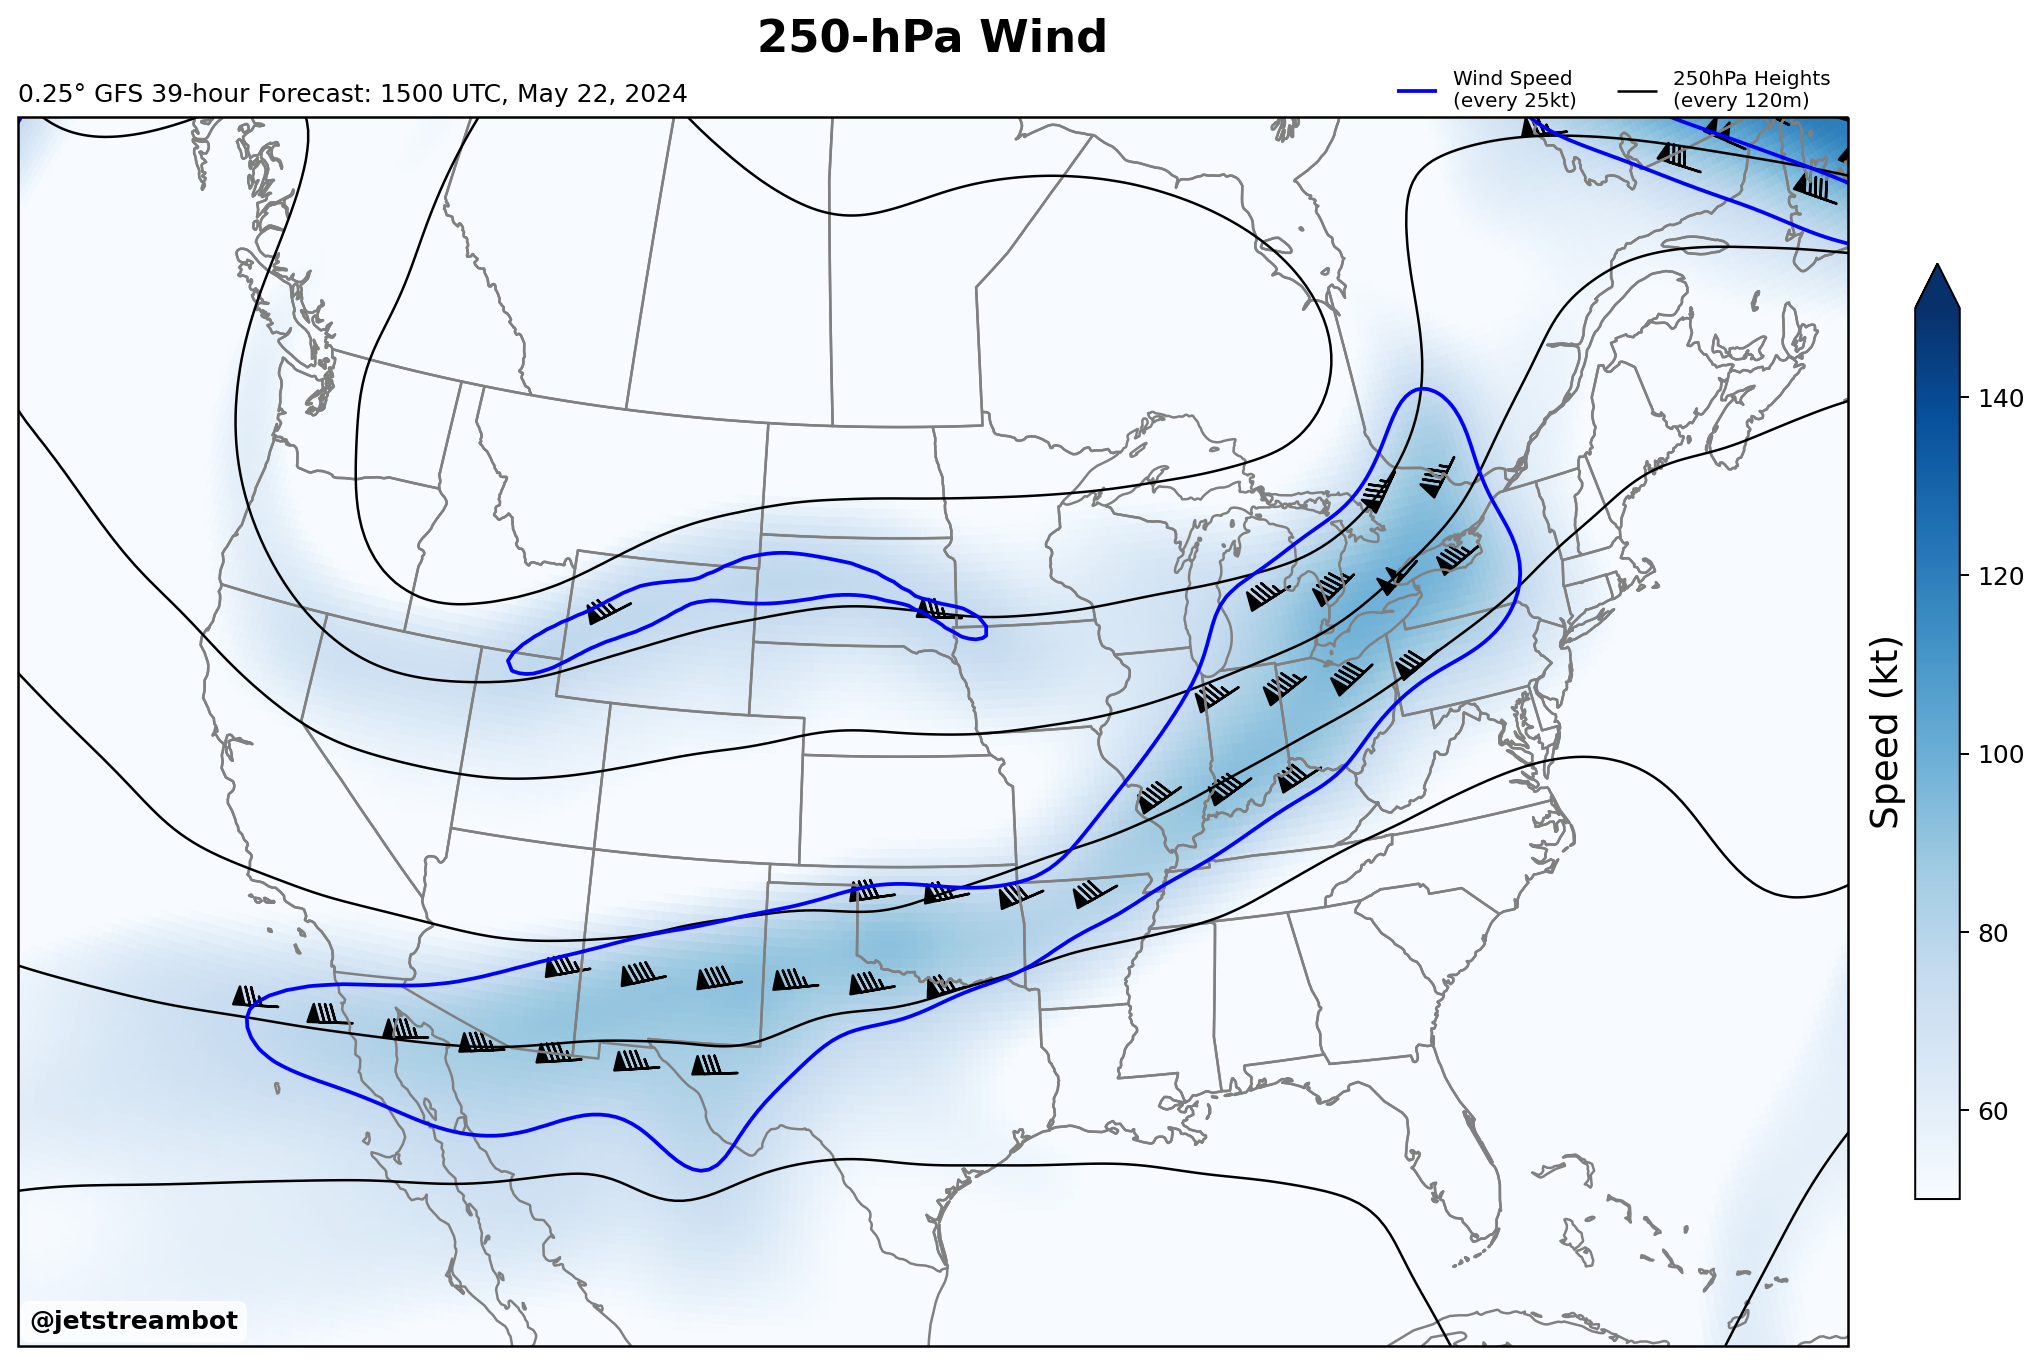 250-hPa Wind
0.25° GFS 39-hour Forecast: 1500 UTC, May 22, 2024
Wind Speed
(every 25kt)
250hPa Heights
(every 120m)
140
120
100
80
60
Speed (kt)
@jetstreambot